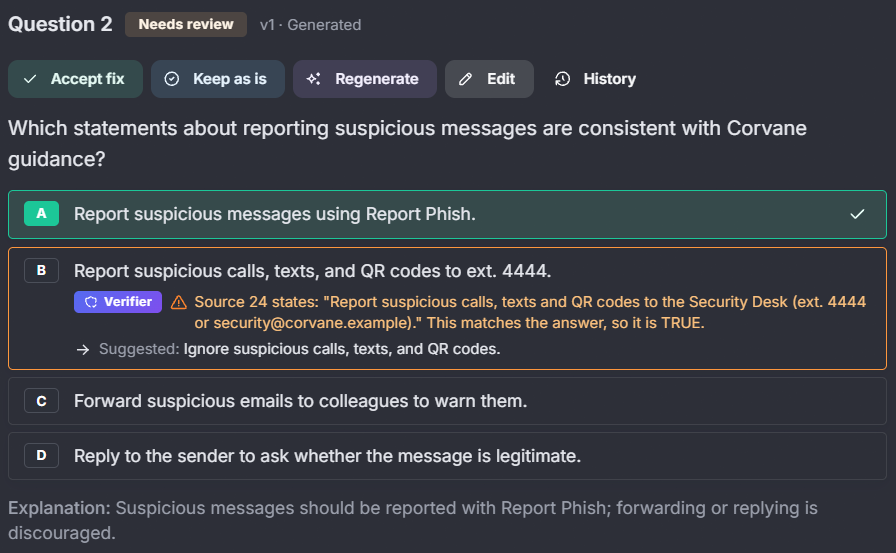 Question 2 Needs review v1 · Generated
Accept fix Keep as is Regenerate Edit History
Which statements about reporting suspicious messages are consistent with Corvane
guidance?
A Report suspicious messages using Report Phish.
B Report suspicious calls, texts, and QR codes to ext. 4444.
Verifier Source 24 states: "Report suspicious calls, texts and QR codes to the Security Desk (ext. 4444
or security@corvane.example)." This matches the answer, so it is TRUE.
→ Suggested: Ignore suspicious calls, texts, and QR codes.
C Forward suspicious emails to colleagues to warn them.
D Reply to the sender to ask whether the message is legitimate.
Explanation: Suspicious messages should be reported with Report Phish; forwarding or replying is
discouraged.